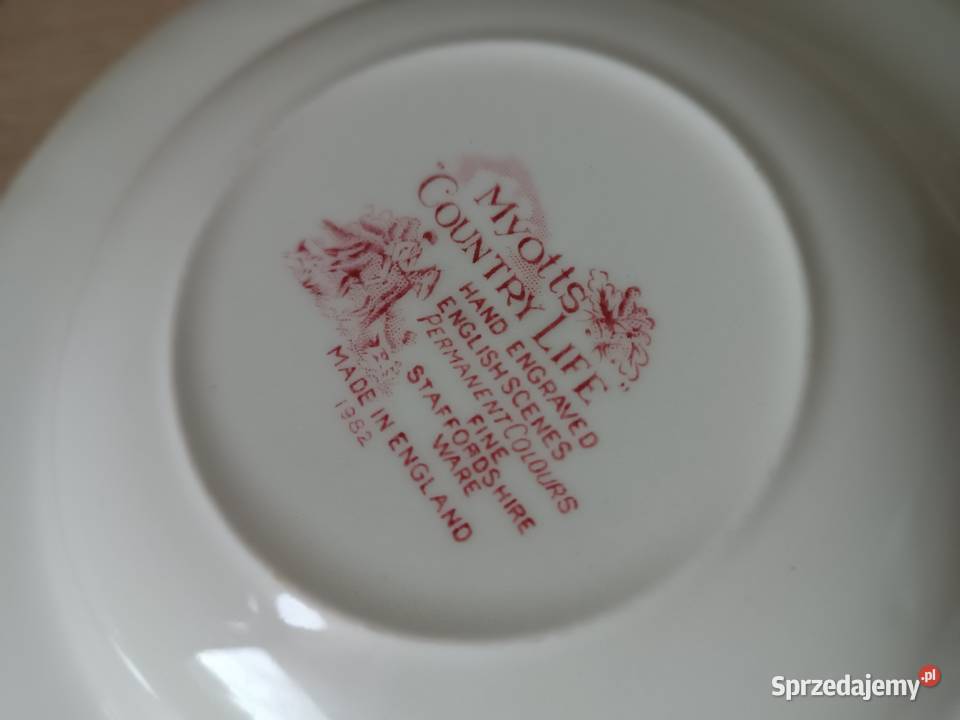 Myotts
"COUNTRY LIFE"
HAND ENGRAVED
ENGLISH SCENES
PERMANENT COLOURS
FINE
STAFFORDSHIRE
WARE
MADE IN ENGLAND
1982
Sprzedajemy.pl